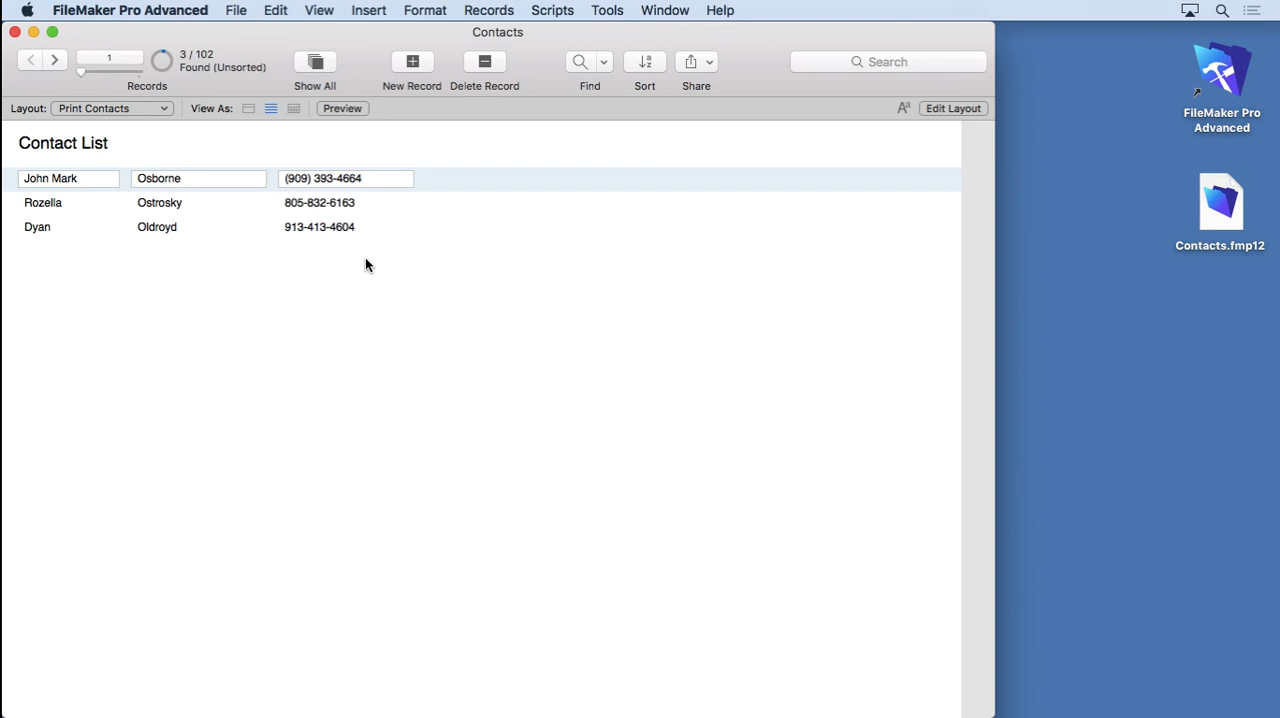 FileMaker Pro Advanced File Edit View Insert Format Records Scripts Tools Window Help
Contacts
1
3 / 102
Found (Unsorted)
Records
Show All
New Record
Delete Record
Find
Sort
Share
Search
Layout: Print Contacts View As: Preview Aa Edit Layout
Contact List
John Mark Osborne (909) 393-4664
Rozella Ostrosky 805-832-6163
Dyan Oldroyd 913-413-4604
FileMaker Pro
Advanced
Contacts.fmp12